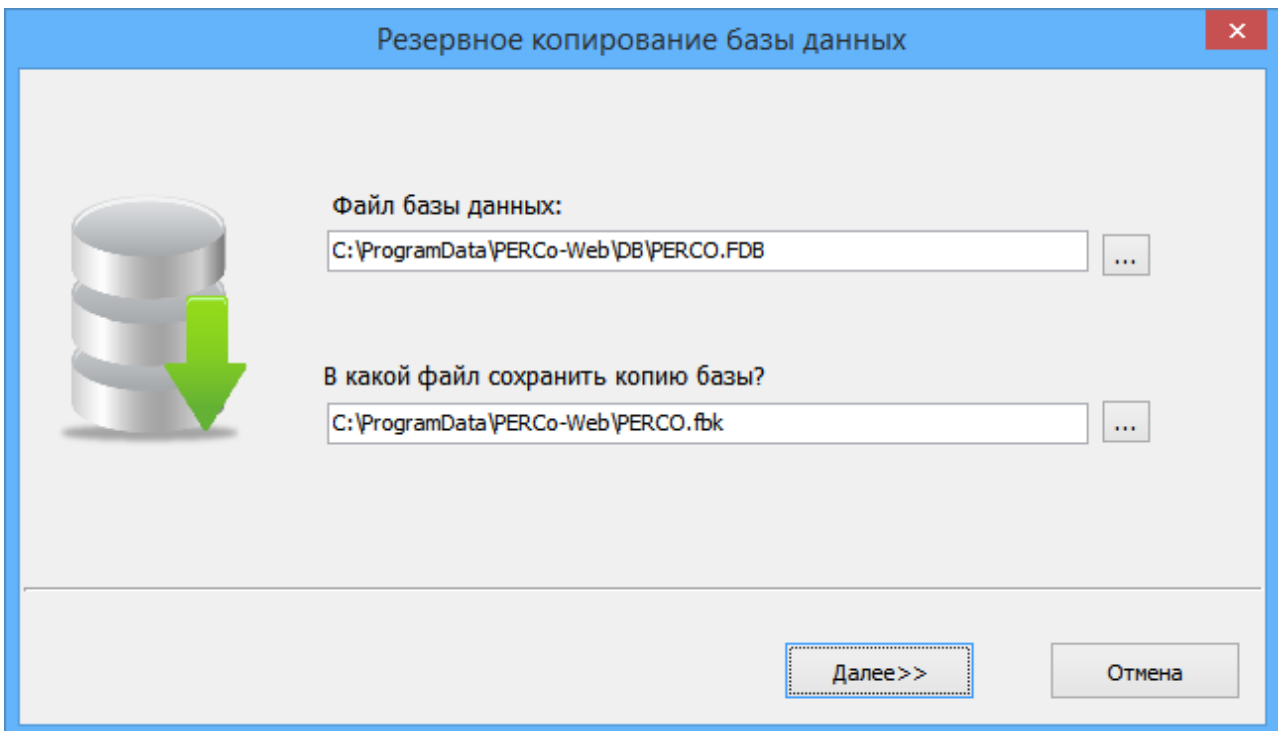 Резервное копирование базы данных
Файл базы данных:
C:\ProgramData\PERCo-Web\DB\PERCO.FDB
...
В какой файл сохранить копию базы?
C:\ProgramData\PERCo-Web\PERCO.fbk
...
Далее>>
Отмена